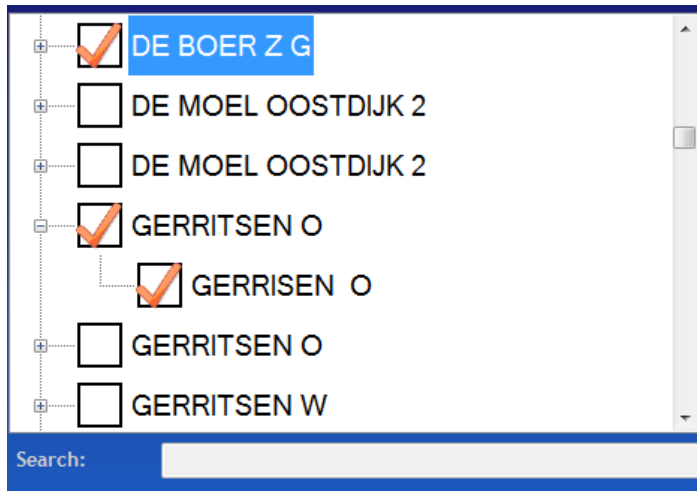 DE BOER Z G
DE MOEL OOSTDIJK 2
DE MOEL OOSTDIJK 2
GERRITSEN O
GERRISEN  O
GERRITSEN O
GERRITSEN W
Search: